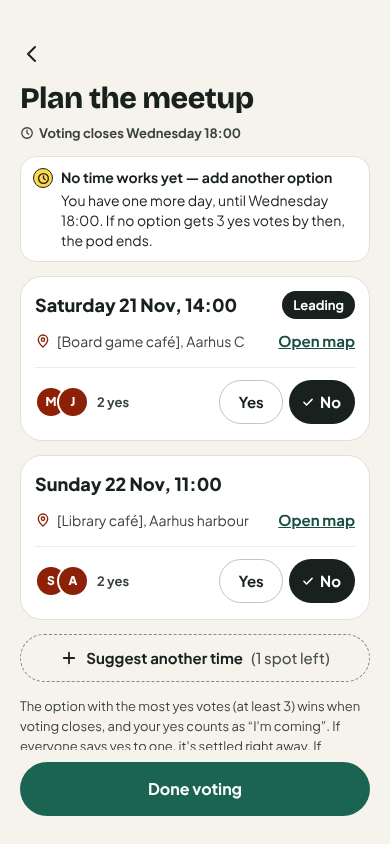 Plan the meetup
Voting closes Wednesday 18:00
No time works yet — add another option
You have one more day, until Wednesday
18:00. If no option gets 3 yes votes by then,
the pod ends.
Saturday 21 Nov, 14:00
Leading
[Board game café], Aarhus C
Open map
M J 2 yes
Yes
No
Sunday 22 Nov, 11:00
[Library café], Aarhus harbour
Open map
S A 2 yes
Yes
No
Suggest another time (1 spot left)
The option with the most yes votes (at least 3) wins when
voting closes, and your yes counts as “I'm coming”. If
everyone says yes to one, it's settled right away. If
Done voting